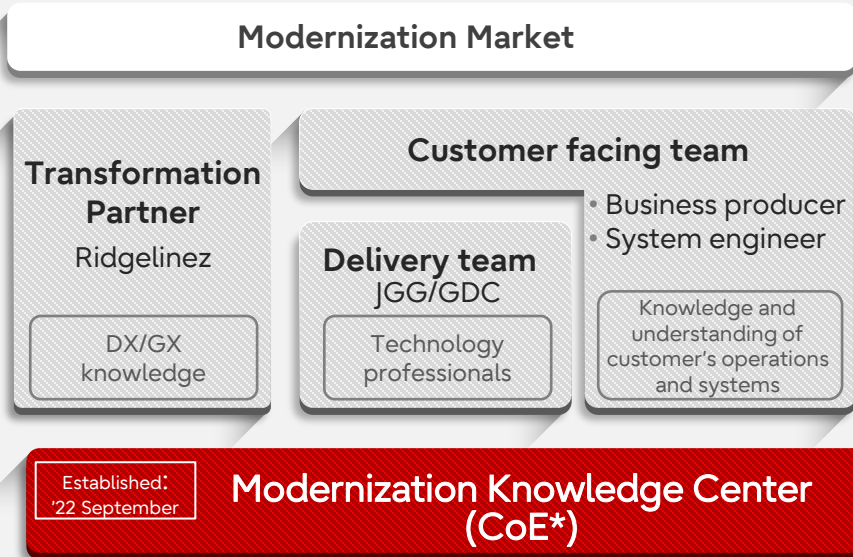 Modernization Market
Transformation
Partner
Ridgelinez
DX/GX
knowledge
Customer facing team
• Business producer
• System engineer
Delivery team
JGG/GDC
Technology
professionals
Knowledge and
understanding of
customer's operations
and systems
Established:
'22 September
Modernization Knowledge Center
(CoE*)